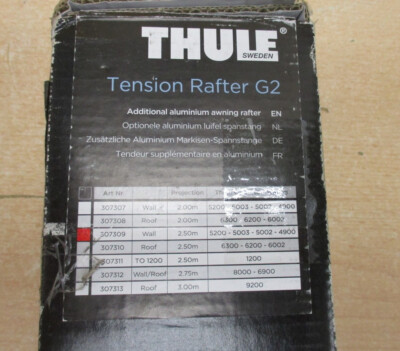 THULE
SWEDEN
Tension Rafter G2
Additional aluminium awning rafter EN
Optionele aluminium luifel spanstang NL
Zusätzliche Aluminium Markisen-Spannstange DE
Tendeur supplementaire en aluminium FR
Art Nr Projection
307307 Wall 2.00m 5200 - 5003 - 5002 - 4900
307308 Roof 2.00m 6300 - 6200 - 6002
307309 Wall 2.50m 5200 - 5003 - 5002 - 4900
307310 Roof 2.50m 6300 - 6200 - 6002
307311 TO 1200 2.50m 1200
307312 Wall/Roof 2.75m 8000 - 6900
307313 Roof 3.00m 9200